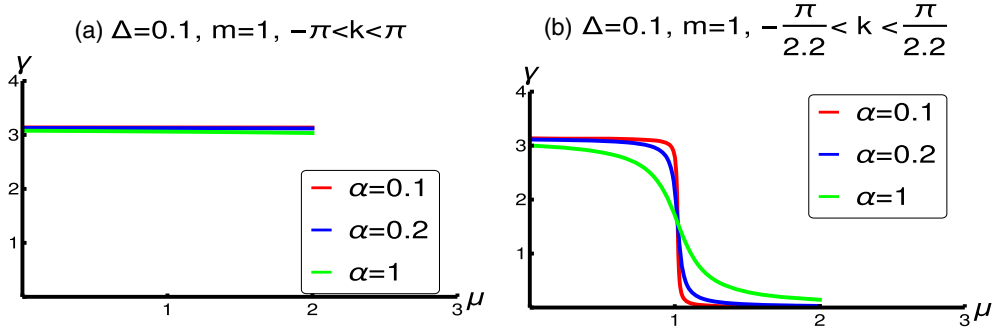 (a) Δ=0.1, m=1, −π<k<π
γ
4
3
2
1
1
2
3
μ
α=0.1
α=0.2
α=1
(b) Δ=0.1, m=1, −π/2.2< k <π/2.2
γ
4
3
2
1
1
2
3
μ
α=0.1
α=0.2
α=1